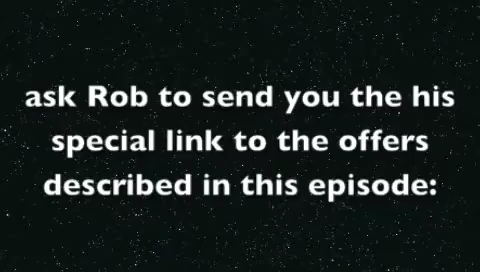 ask Rob to send you the his
special link to the offers
described in this episode: